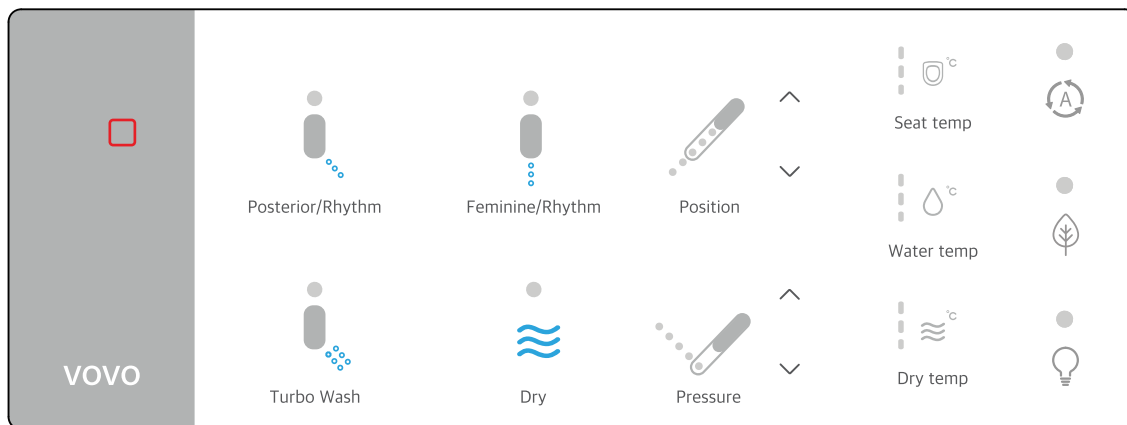 °C
Seat temp
A
Posterior/Rhythm
Feminine/Rhythm
Position
°C
Water temp
°C
Dry temp
VOVO
Turbo Wash
Dry
Pressure